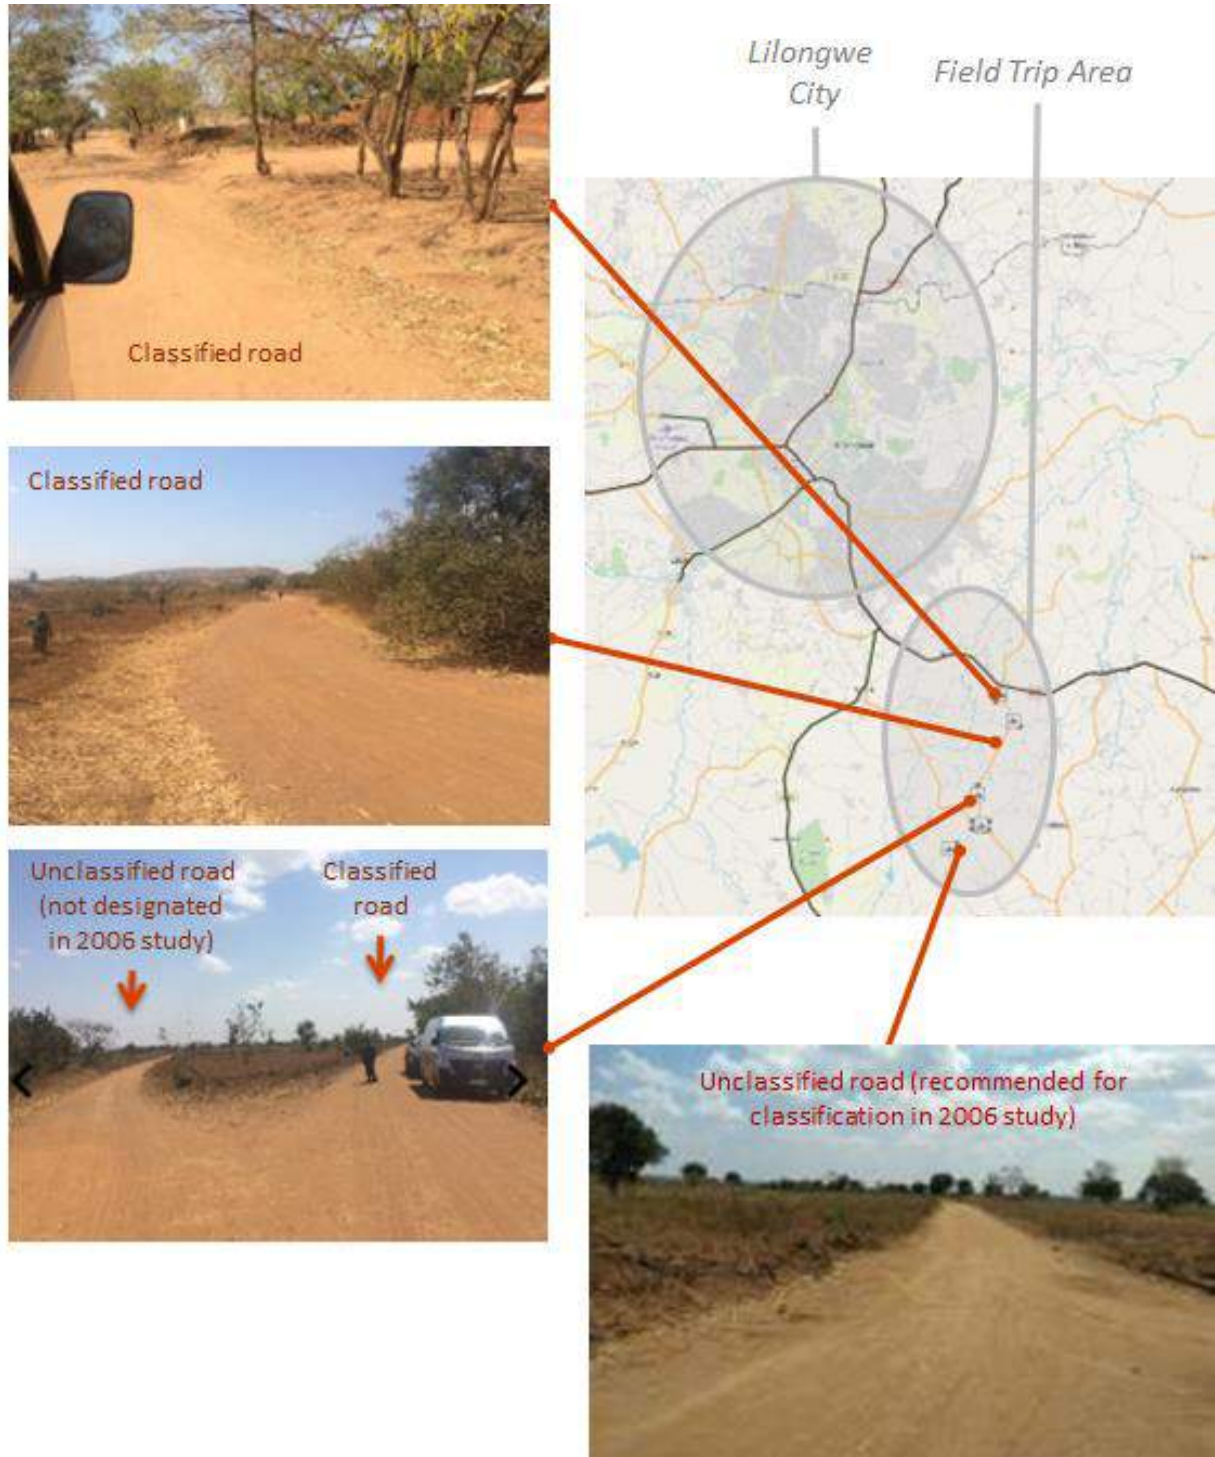 Lilongwe
City
Field Trip Area
Classified road
Classified road
Unclassified road
(not designated
in 2006 study)
Classified
road
Unclassified road (recommended for
classification in 2006 study)